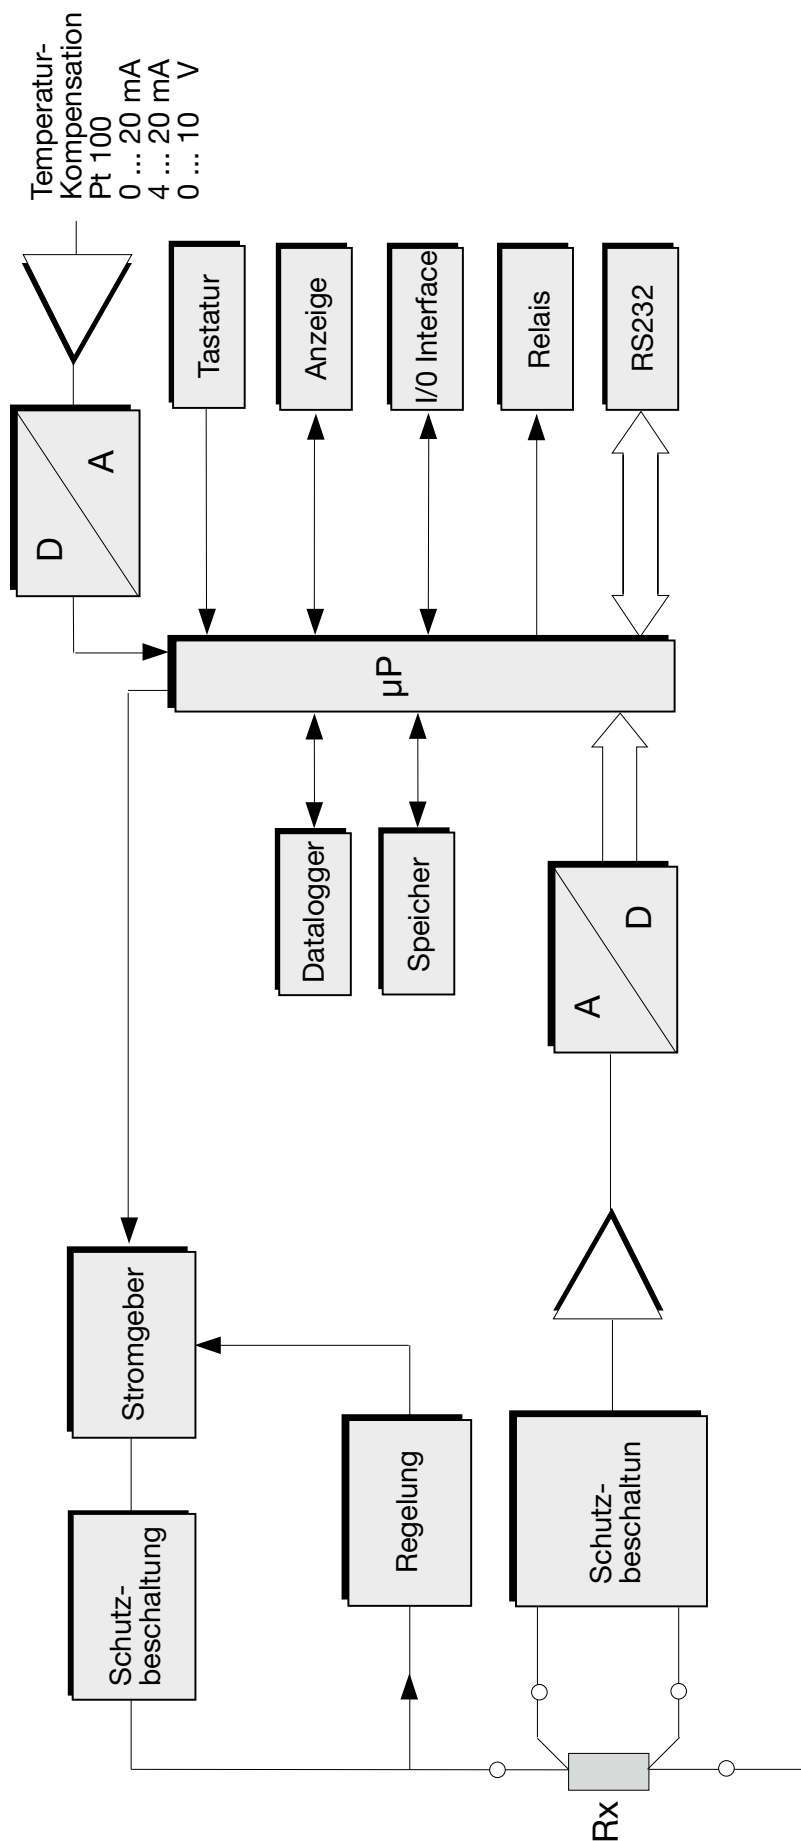 Temperatur-
Kompensation
Pt 100
0 ... 20 mA
4 ... 20 mA
0 ... 10 V
D
A
Tastatur
Anzeige
I/0 Interface
Relais
RS232
µP
Datalogger
Speicher
A
D
Stromgeber
Schutz-
beschaltung
Regelung
Schutz-
beschaltun
Rx